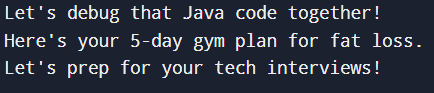 Let's debug that Java code together!
Here's your 5-day gym plan for fat loss.
Let's prep for your tech interviews!